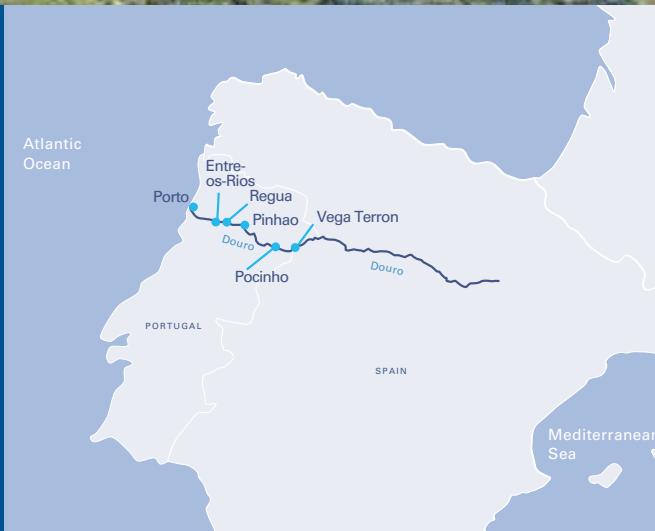 Atlantic
Ocean
Entre-
os-Rios
Porto
Regua
Pinhao
Vega Terron
Douro
Pocinho
Douro
PORTUGAL
SPAIN
Mediterranean
Sea